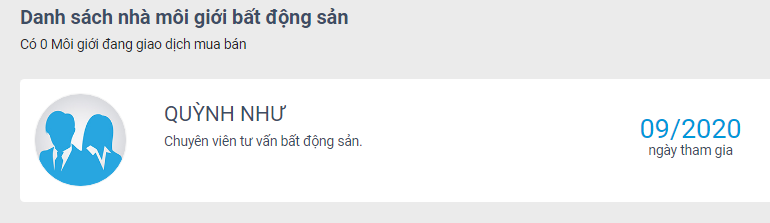 Danh sách nhà môi giới bất động sản
Có 0 Môi giới đang giao dịch mua bán
QUỲNH NHƯ
Chuyên viên tư vấn bất động sản.
09/2020
ngày tham gia